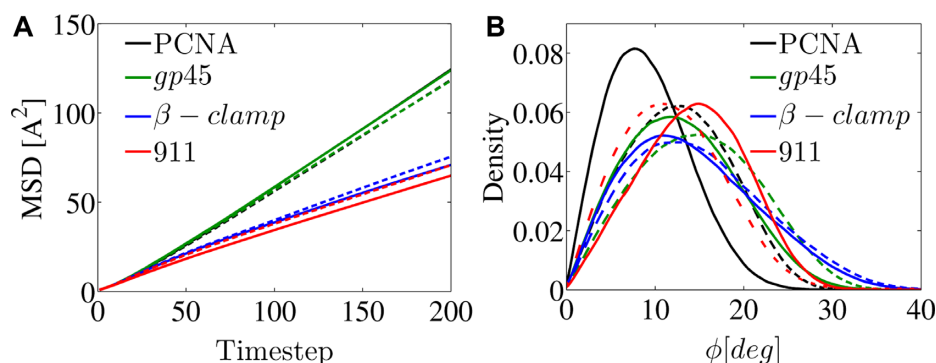 A
MSD [A²]
150
100
50
0
PCNA
gp45
β − clamp
911
0 50 100 150 200
Timestep
B
Density
0.08
0.06
0.04
0.02
0
PCNA
gp45
β − clamp
911
0 10 20 30 40
ϕ[deg]